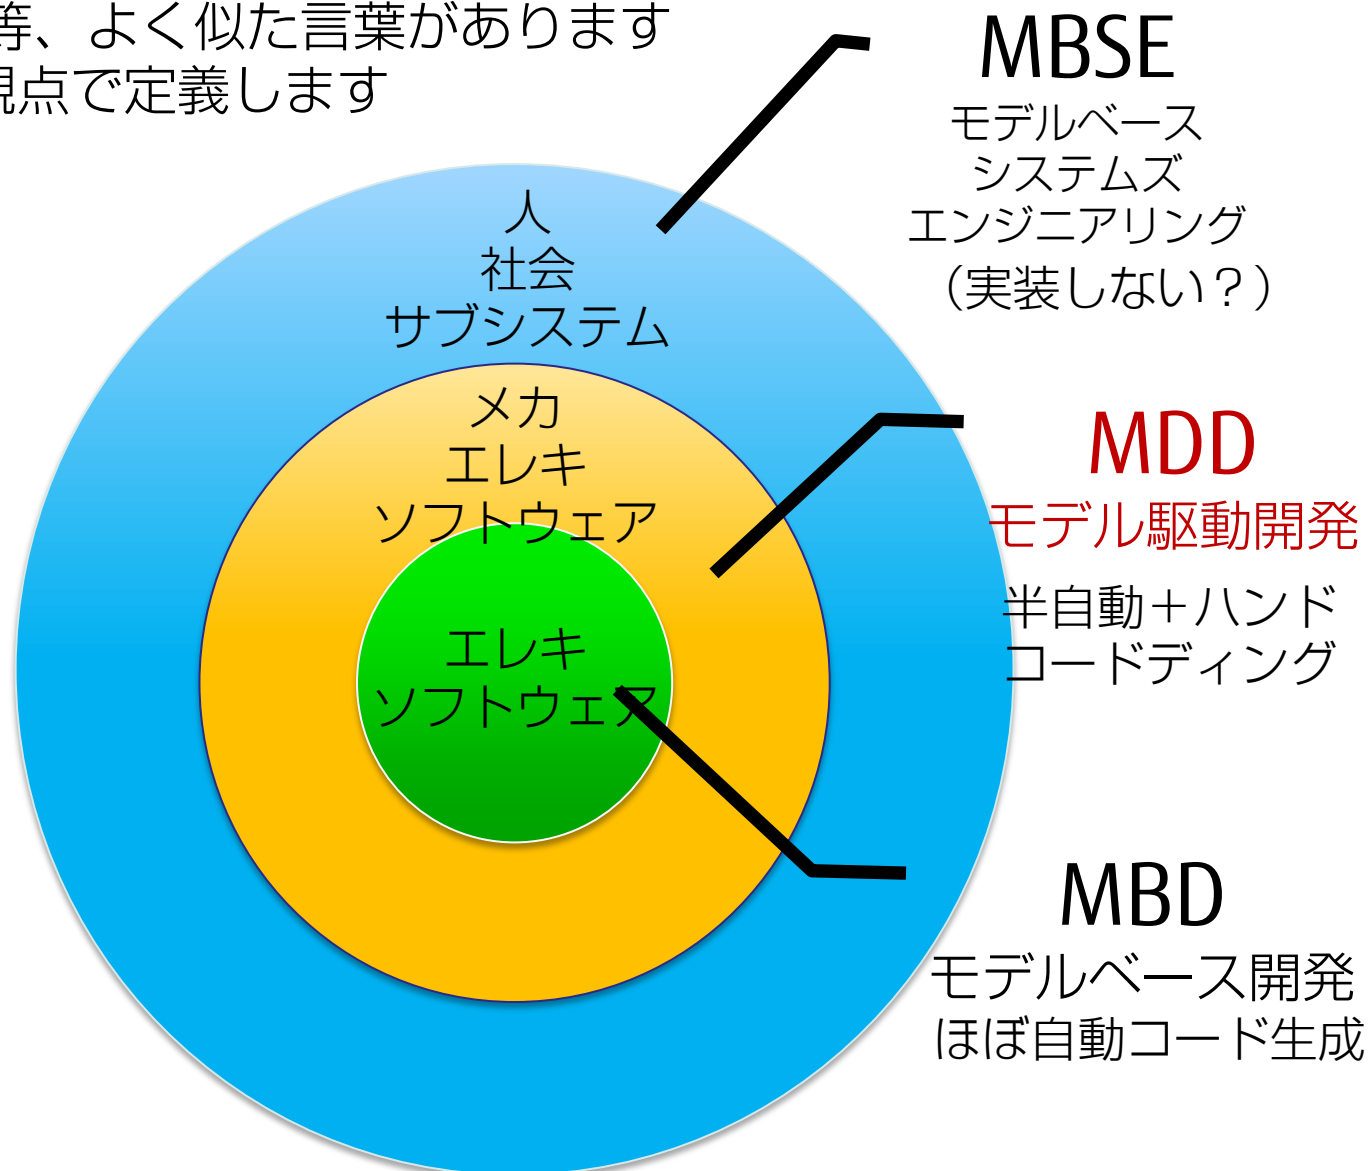 等、よく似た言葉があります
観点で定義します
MBSE
モデルベース
システムズ
エンジニアリング
（実装しない？）
人
社会
サブシステム
メカ
エレキ
ソフトウェア
MDD
モデル駆動開発
半自動＋ハンド
コードディング
エレキ
ソフトウェア
MBD
モデルベース開発
ほぼ自動コード生成